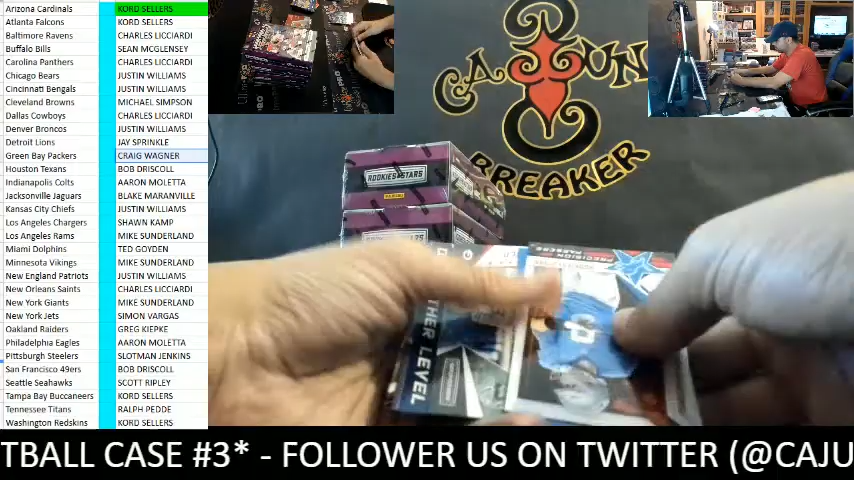 Arizona Cardinals KORD SELLERS
Atlanta Falcons KORD SELLERS
Baltimore Ravens CHARLES LICCIARDI
Buffalo Bills SEAN MCGLENSEY
Carolina Panthers CHARLES LICCIARDI
Chicago Bears JUSTIN WILLIAMS
Cincinnet Bengals JUSTIN WILLIAMS
Cleveland Browns MICHAEL SIMPSON
Dallas Cowboys CHARLES LICCIARDI
Denver Broncos JUSTIN WILLIAMS
Detroit Lions JAY SPRINKLE
Green Bay Packers CRAIG WAGNER
Houston Texans BOB DRISCOLL
Indianapolis Colts AARON MOLETTA
Jacksonville Jaguars BLAKE MARANVILLE
Kansas City Chiefs JUSTIN WILLIAMS
Los Angeles Chargers SHAWN KAMP
Los Angeles Rams MIKE SUNDERLAND
Miami Dolphins TED GOYDEN
Minnesota Vikings MIKE SUNDERLAND
New England Patriots JUSTIN WILLIAMS
New Orleans Saints CHARLES LICCIARDI
New York Giants MIKE SUNDERLAND
New York Jets SIMON VARGAS
Oakland Raiders GREG KIEPKE
Philadelphia Eagles AARON MOLETTA
Pittsburgh Steelers SLOTMAN JENKINS
San Francisco 49ers BOB DRISCOLL
Seattle Seahawks SCOTT RIPLEY
Tampa Bay Buccaneers KORD SELLERS
Tennessee Titans RALPH PEDDE
Washington Redskins KORD SELLERS
CAJUN
BREAKER
ROOKIES & STARS
THER LEVEL
TBALL CASE #3* - FOLLOWER US ON TWITTER (@CAJU